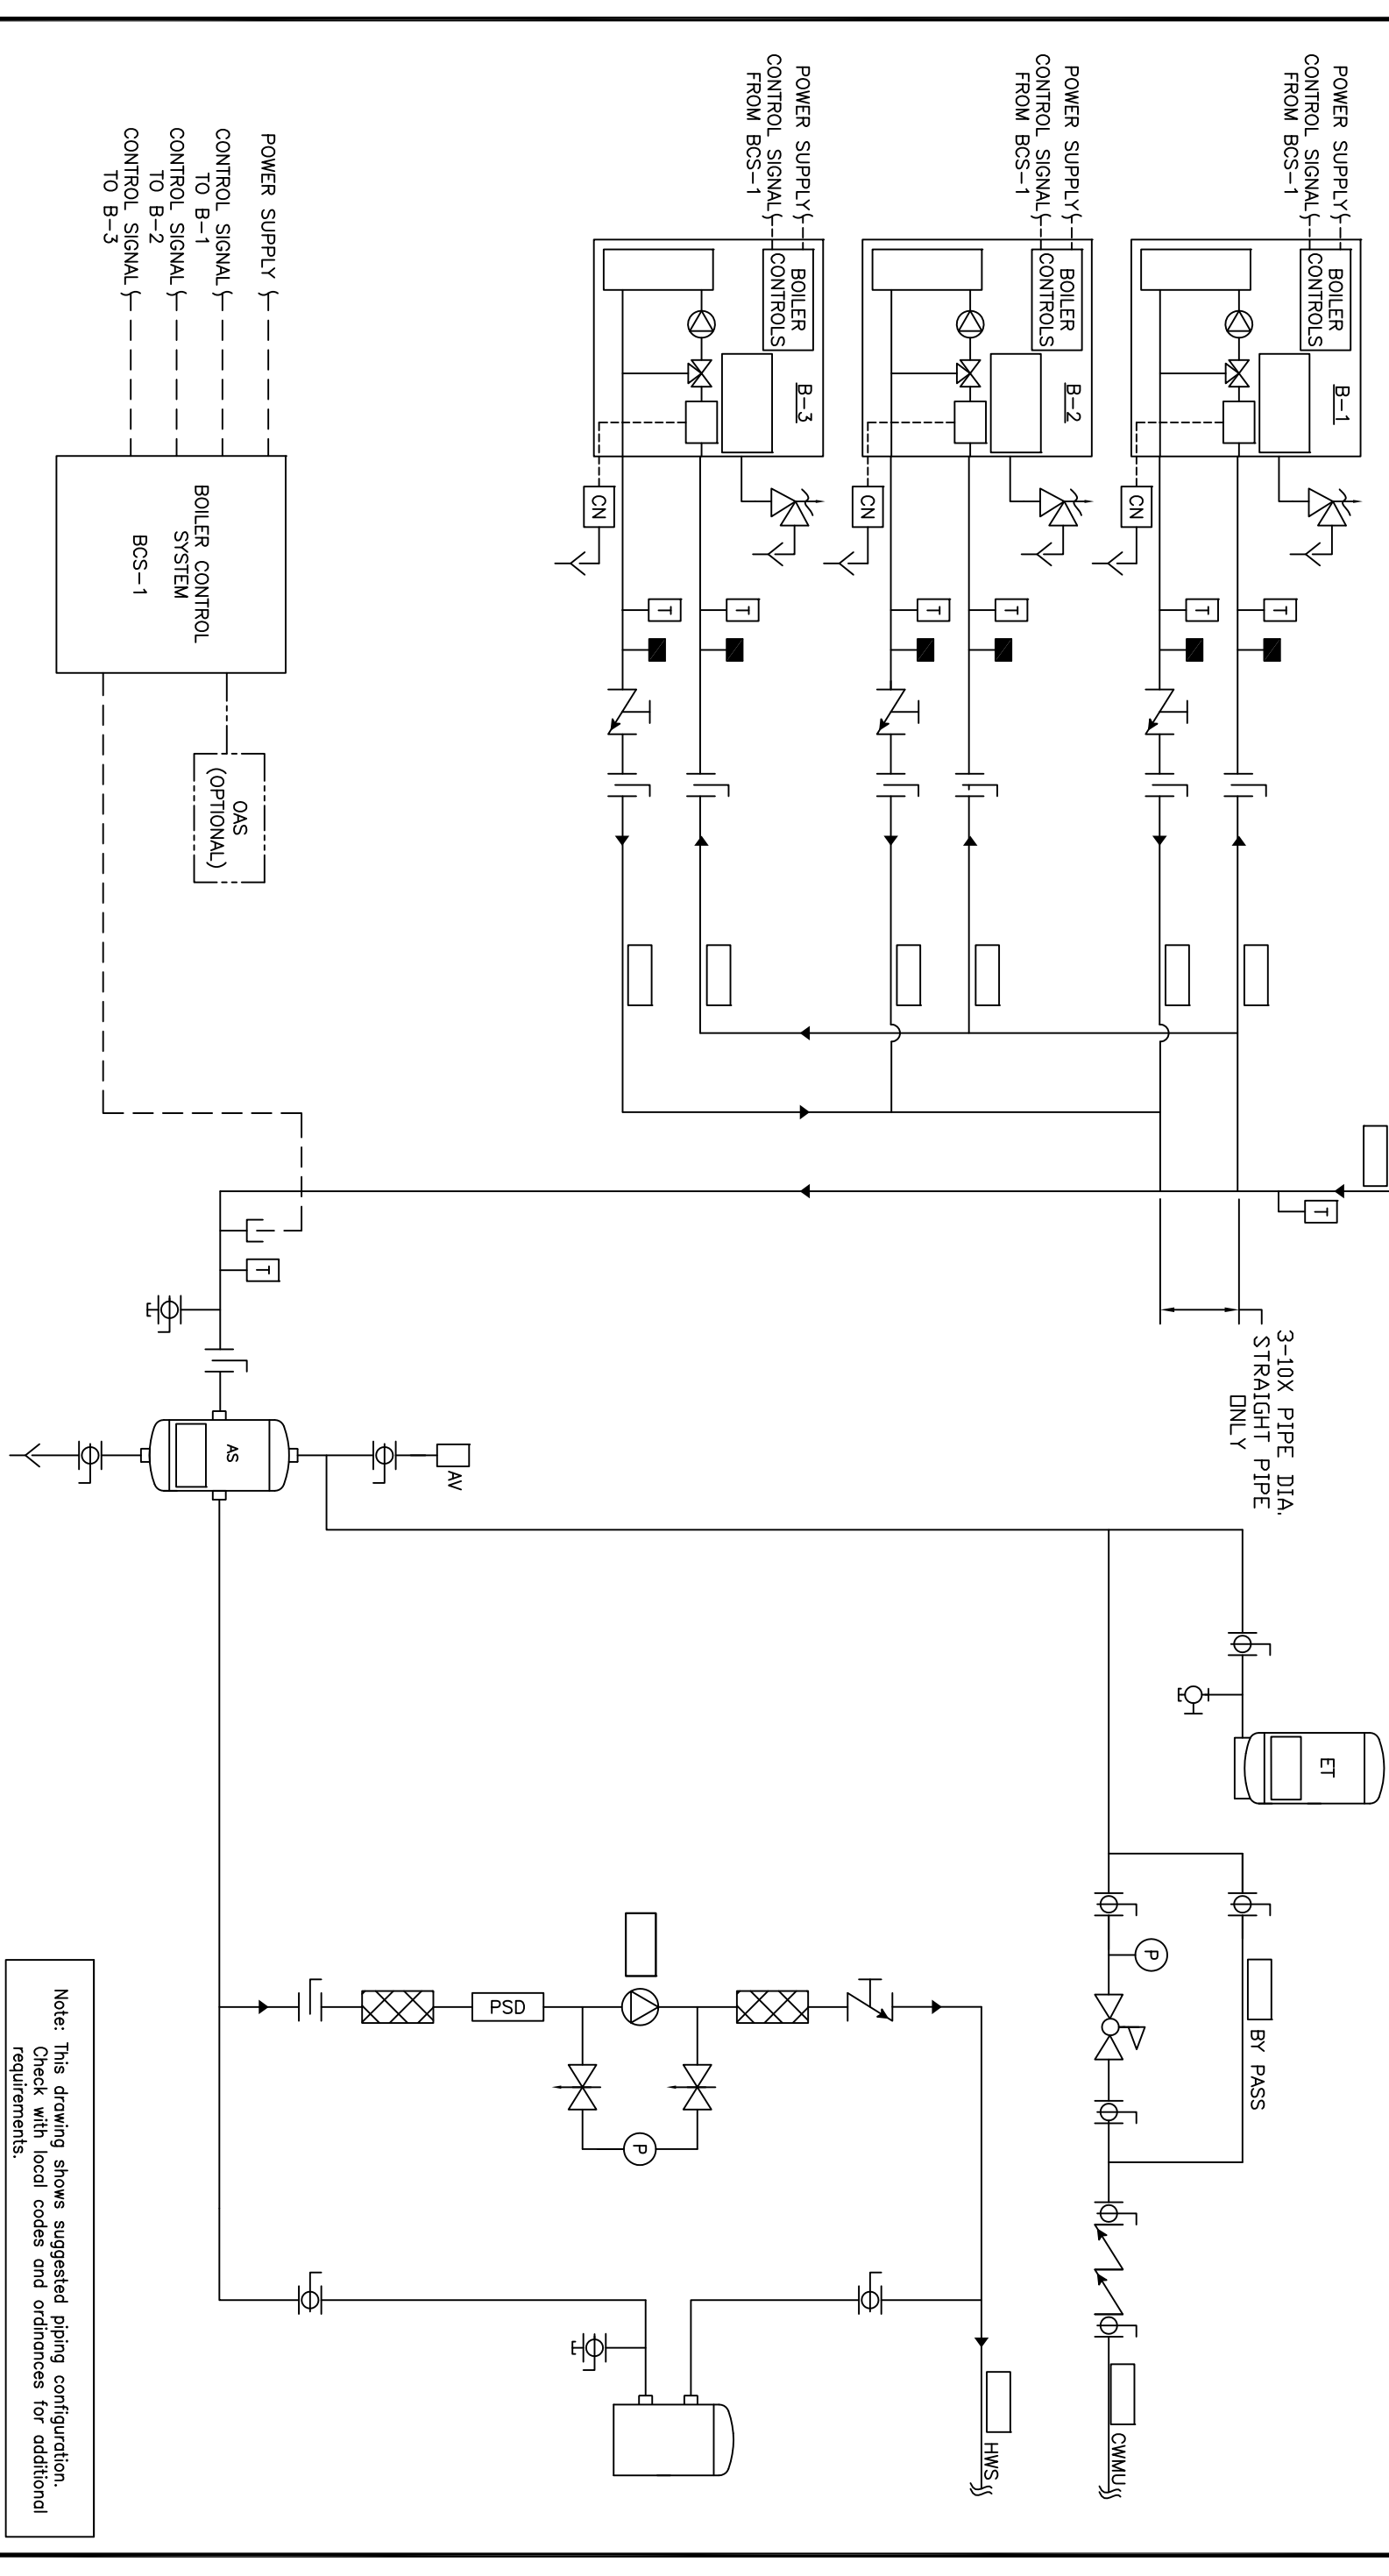 POWER SUPPLY
CONTROL SIGNAL
FROM BCS-1
BOILER
CONTROLS
B-1
CN
T
T
POWER SUPPLY
CONTROL SIGNAL
FROM BCS-1
BOILER
CONTROLS
B-2
CN
T
T
POWER SUPPLY
CONTROL SIGNAL
FROM BCS-1
BOILER
CONTROLS
B-3
CN
T
T
POWER SUPPLY
CONTROL SIGNAL
TO B-1
CONTROL SIGNAL
TO B-2
CONTROL SIGNAL
TO B-3
BOILER CONTROL
SYSTEM
BCS-1
OAS
(OPTIONAL)
T
T
3-10X PIPE DIA.
STRAIGHT PIPE
ONLY
AS
AV
ET
P
BY PASS
PSD
P
HWS
CWMU
Note: This drawing shows suggested piping configuration.
Check with local codes and ordinances for additional
requirements.